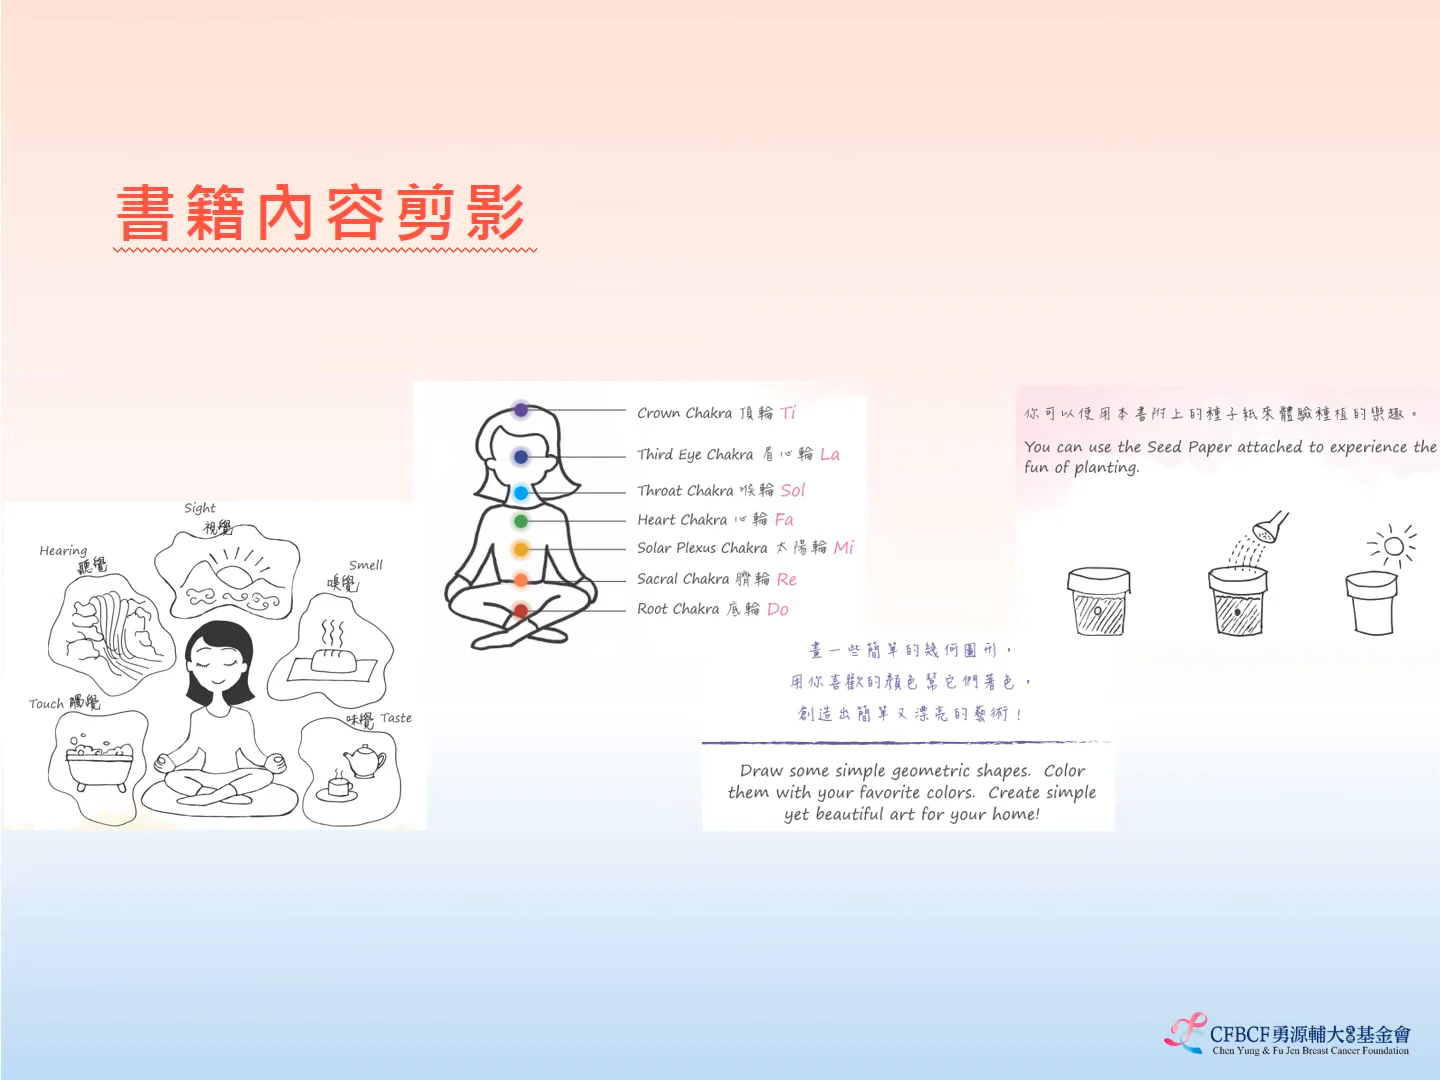 書籍內容剪影
Sight
視覺
Hearing
聽覺
Smell
嗅覺
Touch 觸覺
味覺 Taste
Crown Chakra 頂輪 Ti
Third Eye Chakra 眉心輪 La
Throat Chakra 喉輪 Sol
Heart Chakra 心輪 Fa
Solar Plexus Chakra 太陽輪 Mi
Sacral Chakra 臍輪 Re
Root Chakra 底輪 Do
畫一些簡單的幾何圖形，
用你喜歡的顏色幫它們著色，
創造出簡單又漂亮的藝術！
Draw some simple geometric shapes. Color
them with your favorite colors. Create simple
yet beautiful art for your home!
你可以使用本書附上的種子紙來體驗種植的樂趣。
You can use the Seed Paper attached to experience the
fun of planting.
CFBCF勇源輔大基金會
Chen Yung & Fu Jen Breast Cancer Foundation